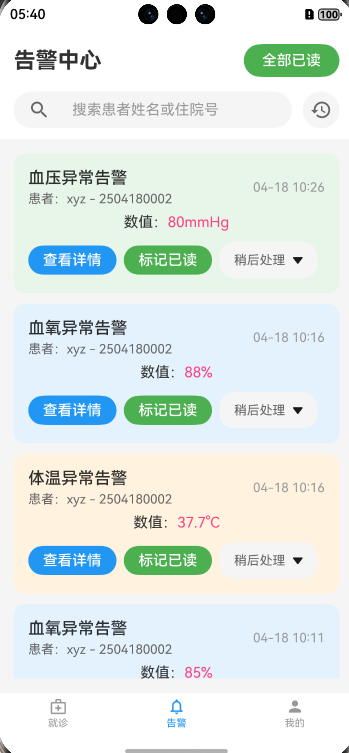 05:40
100
告警中心
全部已读
搜索患者姓名或住院号
血压异常告警
04-18 10:26
患者：xyz - 2504180002
数值：80mmHg
查看详情 标记已读 稍后处理
血氧异常告警
04-18 10:16
患者：xyz - 2504180002
数值：88%
查看详情 标记已读 稍后处理
体温异常告警
04-18 10:16
患者：xyz - 2504180002
数值：37.7°C
查看详情 标记已读 稍后处理
血氧异常告警
04-18 10:11
患者：xyz - 2504180002
数值：85%
就诊 告警 我的